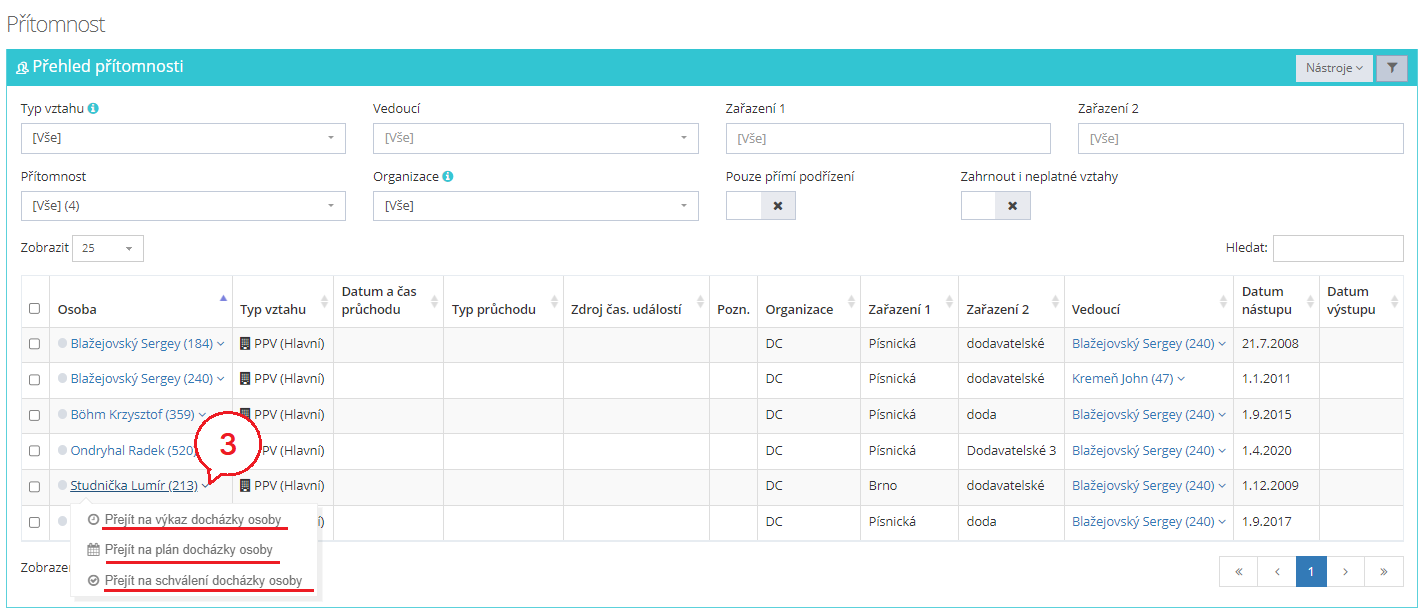 Přítomnost
Přehled přítomnosti
Nástroje
Typ vztahu Vedoucí Zařazení 1 Zařazení 2
[Vše] [Vše] [Vše] [Vše]
Přítomnost Organizace Pouze přímí podřízení Zahrnout i neplatné vztahy
[Vše] (4) [Vše]
Zobrazit 25 Hledat:
Osoba Typ vztahu Datum a čas průchodu Typ průchodu Zdroj čas. událostí Pozn. Organizace Zařazení 1 Zařazení 2 Vedoucí Datum nástupu Datum výstupu
Blažejovský Sergey (184) PPV (Hlavní) DC Písnická dodavatelské Blažejovský Sergey (240) 21.7.2008
Blažejovský Sergey (240) PPV (Hlavní) DC Písnická dodavatelské Kremeň John (47) 1.1.2011
Böhm Krzysztof (359) PPV (Hlavní) DC Písnická doda Blažejovský Sergey (240) 1.9.2015
Ondryhal Radek (520) PV (Hlavní) DC Písnická Dodavatelské 3 Blažejovský Sergey (240) 1.4.2020
3
Studnička Lumír (213) PPV (Hlavní) DC Brno dodavatelské Blažejovský Sergey (240) 1.12.2009
DC Písnická doda Blažejovský Sergey (240) 1.9.2017
Přejít na výkaz docházky osoby
Přejít na plán docházky osoby
Přejít na schválení docházky osoby
« ‹ 1 › »